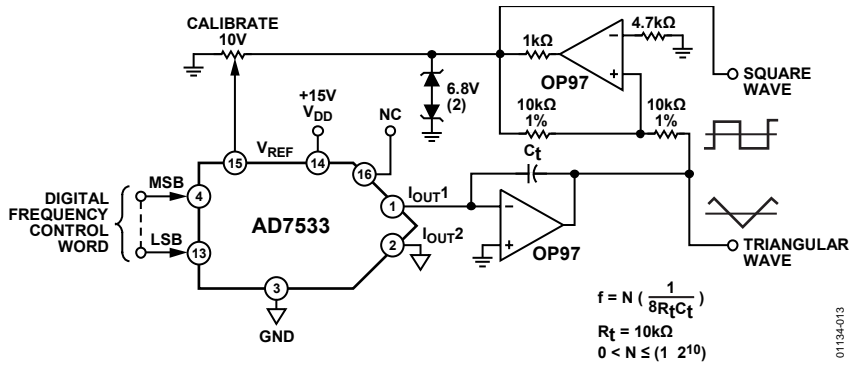 CALIBRATE
10V
4.7kΩ
1kΩ
OP97
6.8V
(2)
SQUARE
WAVE
+15V
VDD
NC
10kΩ
1%
10kΩ
1%
Ct
VREF
15
14
16
DIGITAL
FREQUENCY
CONTROL
WORD
MSB
4
LSB
13
AD7533
IOUT1
1
IOUT2
2
OP97
TRIANGULAR
WAVE
3
GND
f = N ( 1 / 8RtCt )
Rt = 10kΩ
0 < N ≤ (1 2^10)
01134-013
−
+
−
+